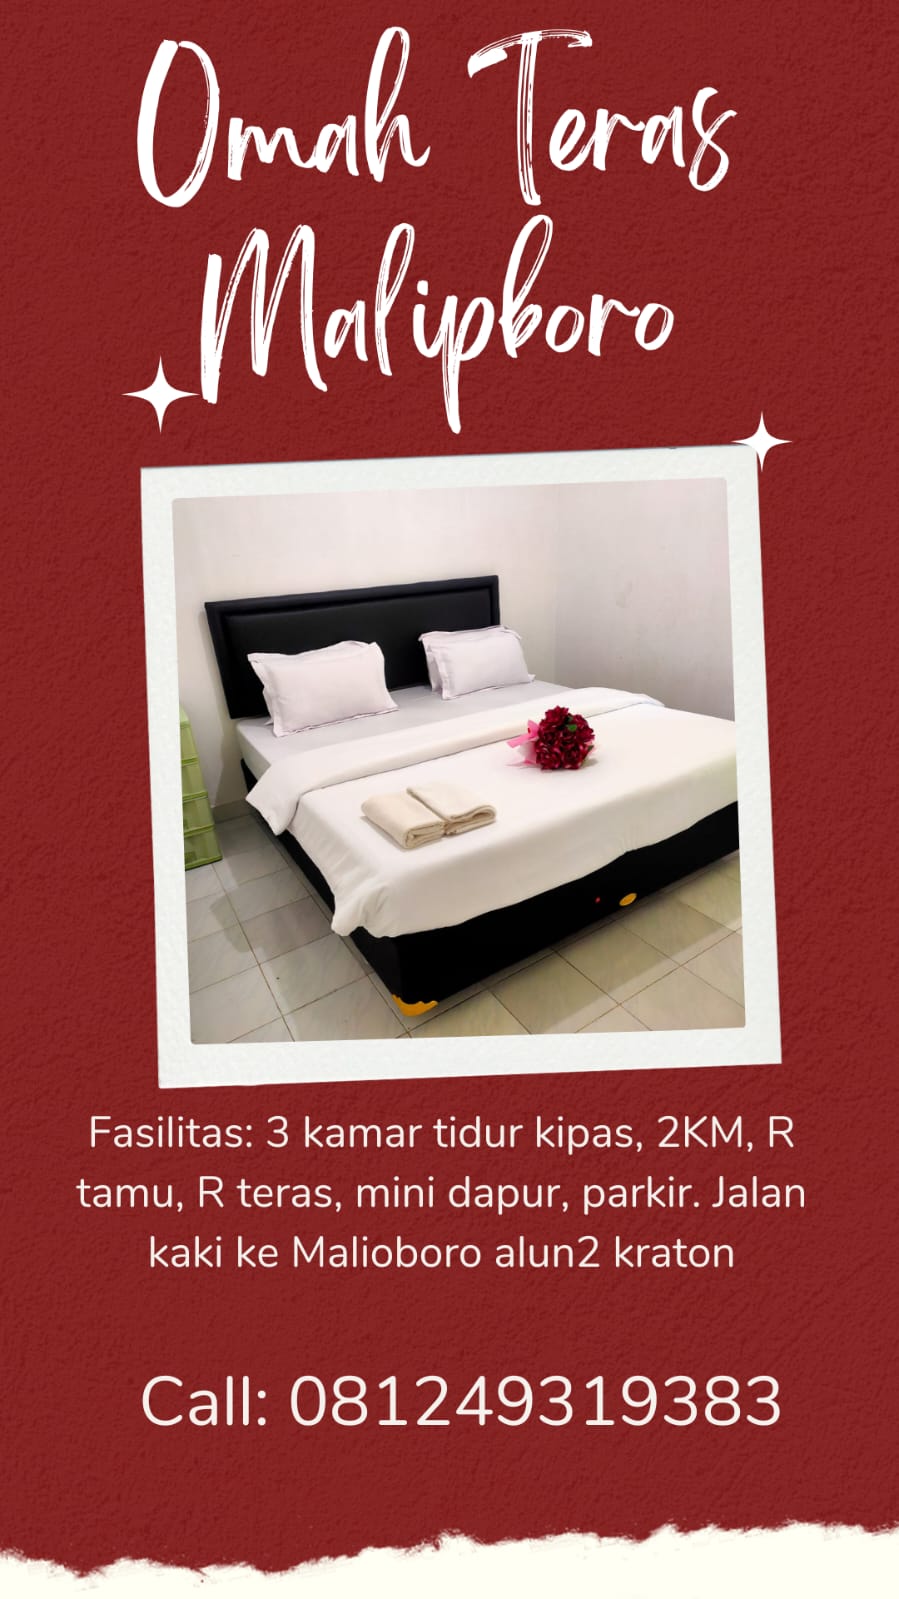 Omah Teras
Malipboro
Fasilitas: 3 kamar tidur kipas, 2KM, R
tamu, R teras, mini dapur, parkir. Jalan
kaki ke Malioboro alun2 kraton
Call: 081249319383